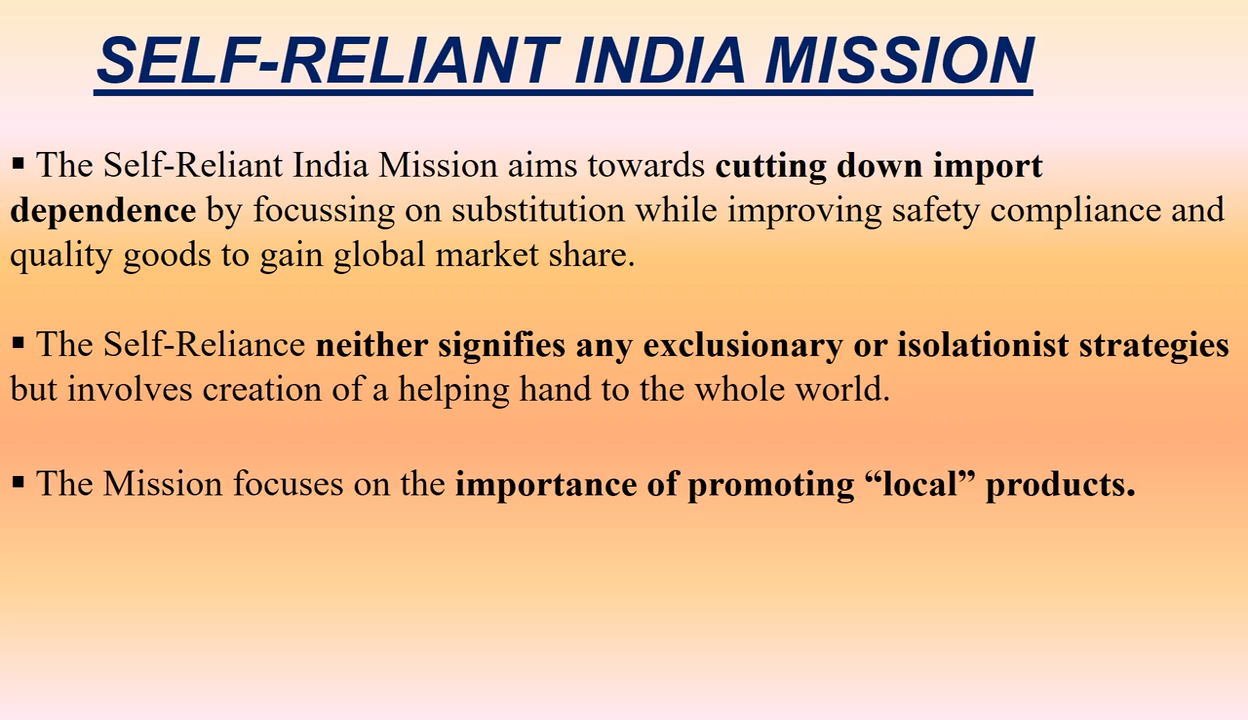 SELF-RELIANT INDIA MISSION
▪ The Self-Reliant India Mission aims towards cutting down import
dependence by focussing on substitution while improving safety compliance and
quality goods to gain global market share.
▪ The Self-Reliance neither signifies any exclusionary or isolationist strategies
but involves creation of a helping hand to the whole world.
▪ The Mission focuses on the importance of promoting “local” products.